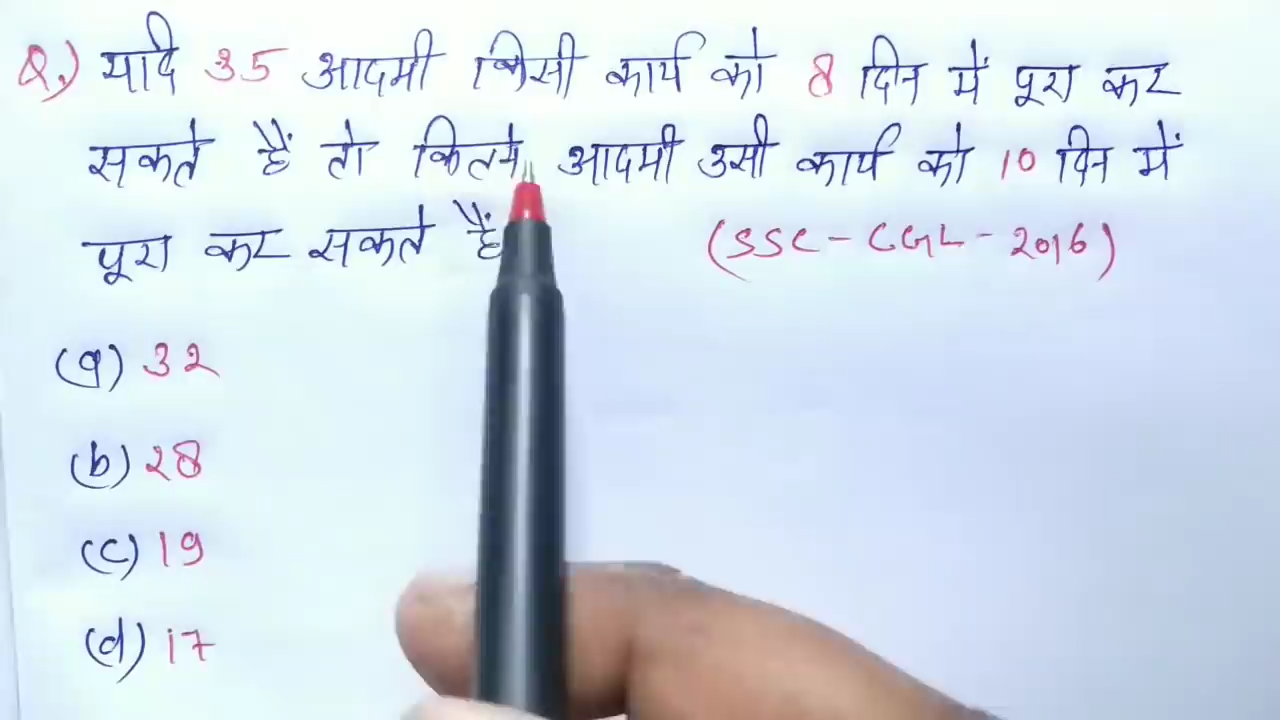 Q.) यदि 35 आदमी किसी कार्य को 8 दिन में पूरा कर
सकते हैं तो कितने आदमी उसी कार्य को 10 दिन में
पूरा कर सकते हैं (SSC-CGL-2016)
(a) 32
(b) 28
(c) 19
(d) 17